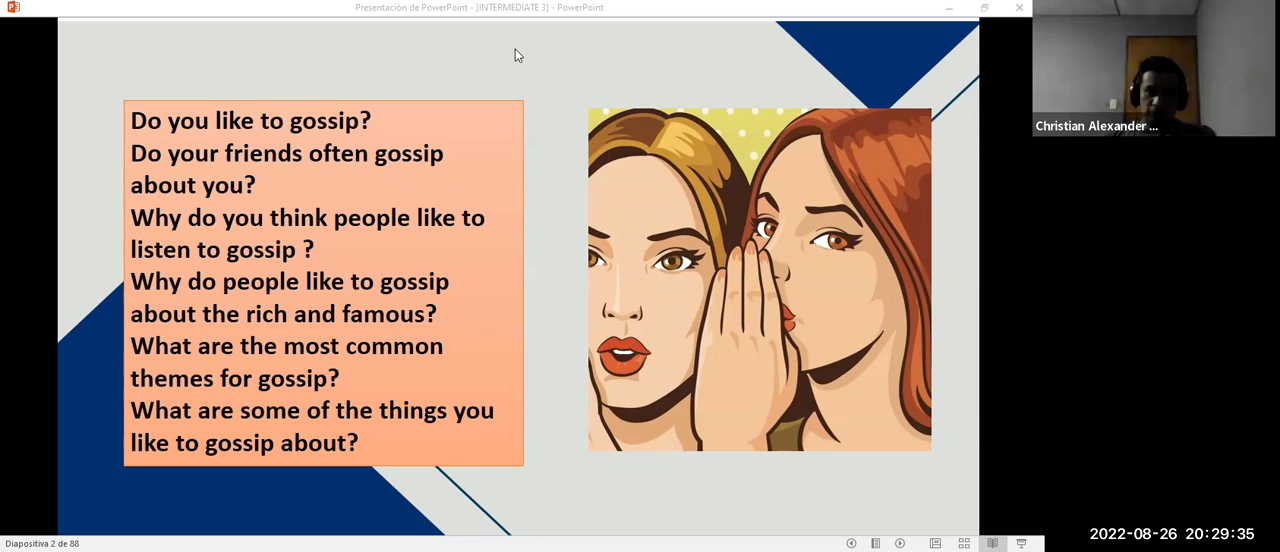 Presentación de PowerPoint - [INTERMEDIATE 3] - PowerPoint
Do you like to gossip?
Do your friends often gossip
about you?
Why do you think people like to
listen to gossip ?
Why do people like to gossip
about the rich and famous?
What are the most common
themes for gossip?
What are some of the things you
like to gossip about?
Christian Alexander ...
Diapositiva 2 de 88
2022-08-26 20:29:35